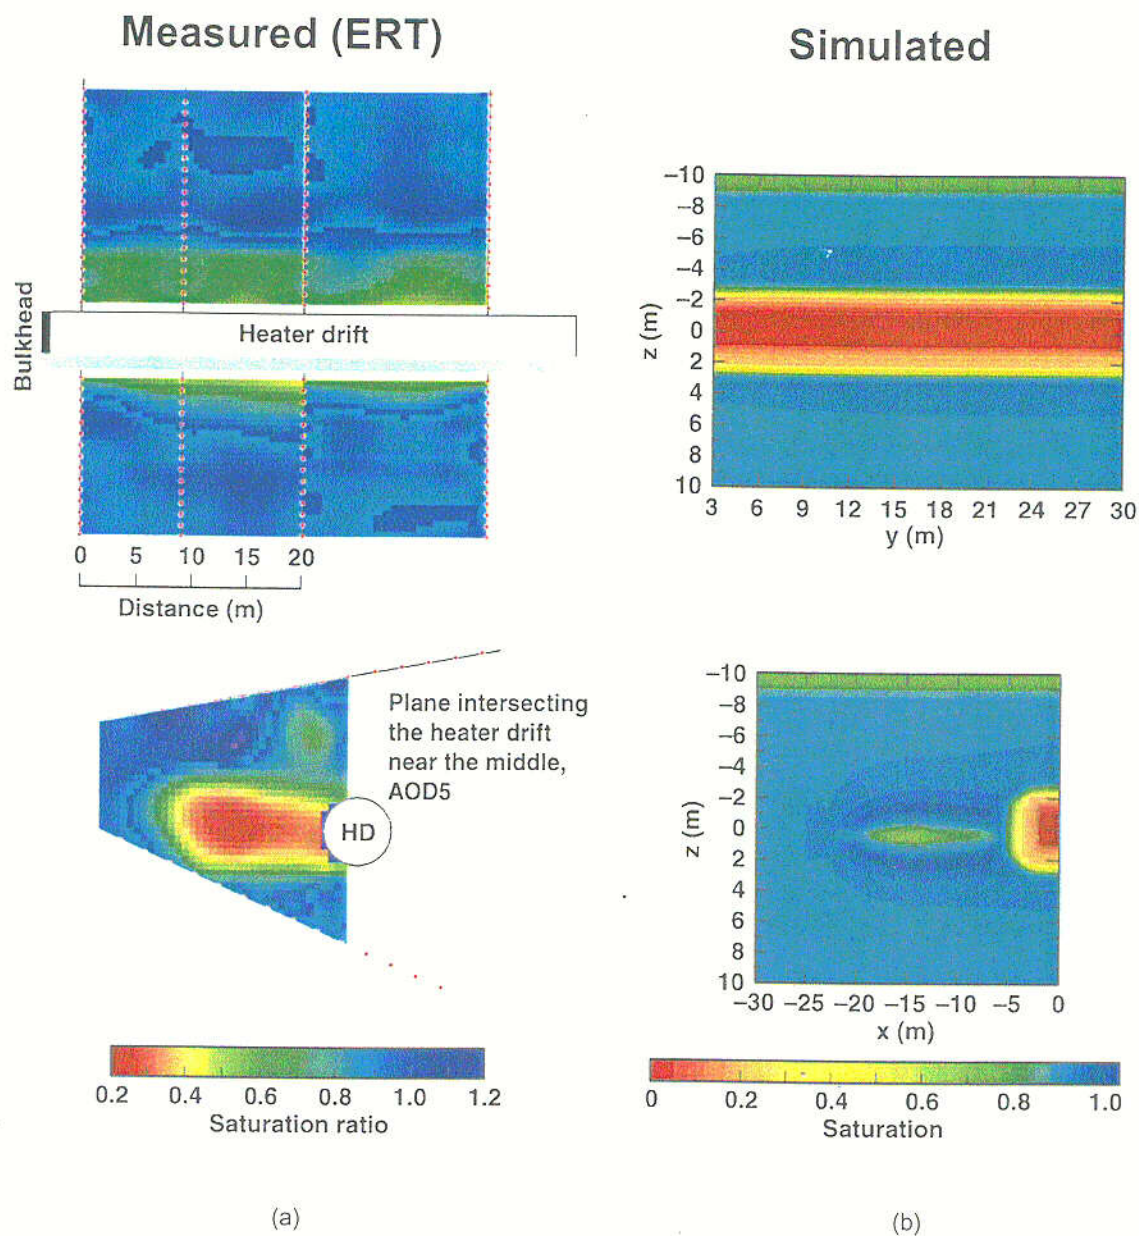 Measured (ERT)
Simulated
Bulkhead
Heater drift
0 5 10 15 20
Distance (m)
–10
–8
–6
–4
–2
0
2
4
6
8
10
z (m)
3 6 9 12 15 18 21 24 27 30
y (m)
Plane intersecting
the heater drift
near the middle,
AOD5
HD
–10
–8
–6
–4
–2
0
2
4
6
8
10
z (m)
–30 –25 –20 –15 –10 –5 0
x (m)
0.2 0.4 0.6 0.8 1.0 1.2
Saturation ratio
0 0.2 0.4 0.6 0.8 1.0
Saturation
(a)
(b)